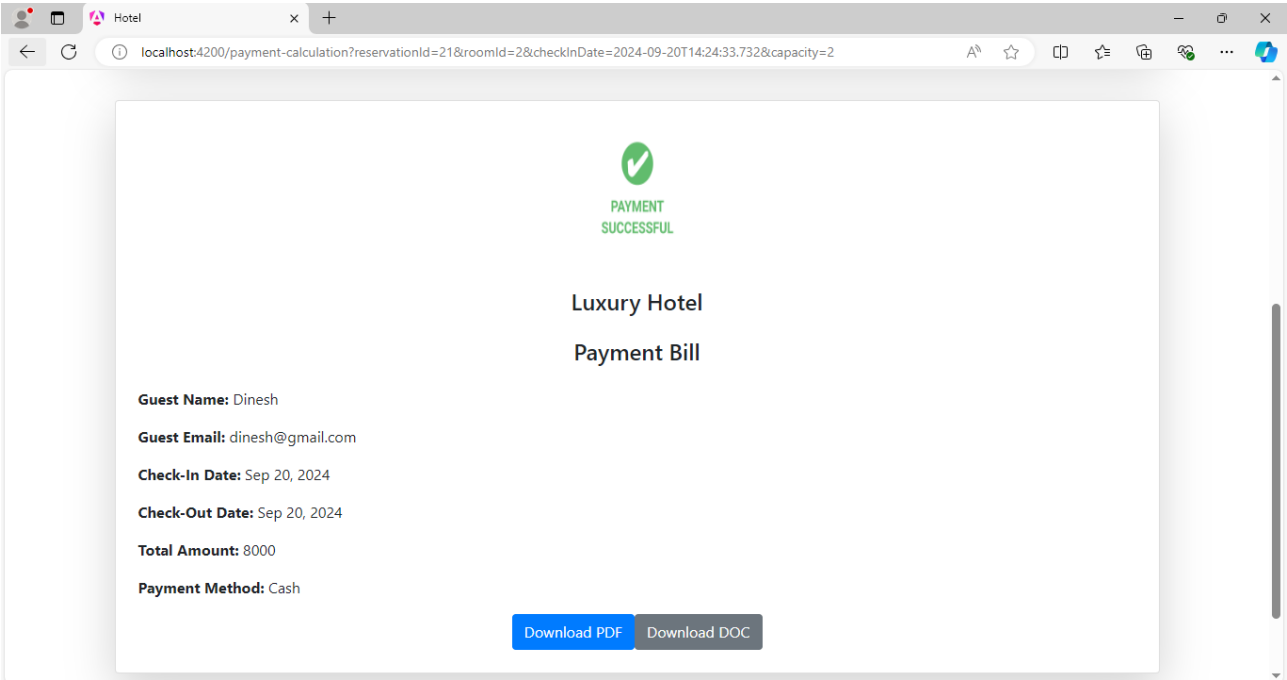 Hotel
localhost:4200/payment-calculation?reservationId=21&roomId=2&checkInDate=2024-09-20T14:24:33.732&capacity=2
PAYMENT
SUCCESSFUL
Luxury Hotel
Payment Bill
Guest Name: Dinesh
Guest Email: dinesh@gmail.com
Check-In Date: Sep 20, 2024
Check-Out Date: Sep 20, 2024
Total Amount: 8000
Payment Method: Cash
Download PDF Download DOC